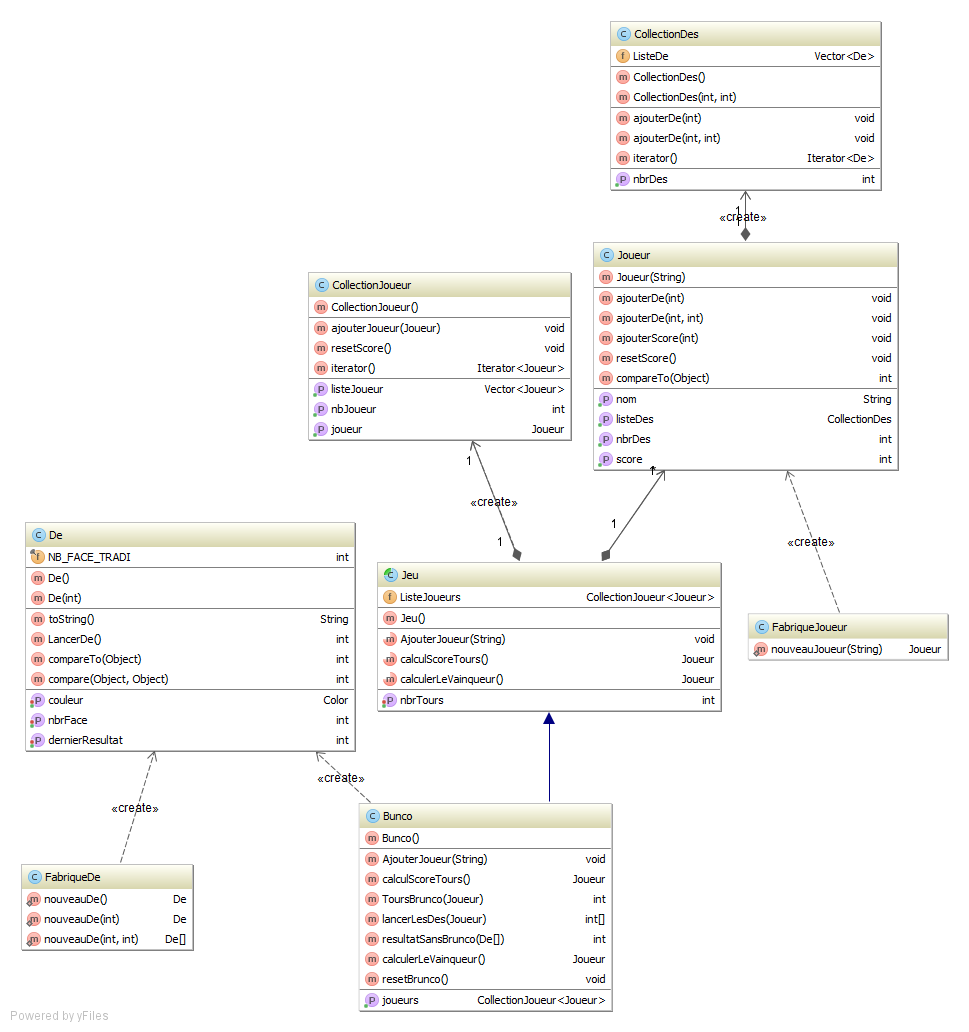 CollectionDes
ListeDe Vector<De>
CollectionDes()
CollectionDes(int, int)
ajouterDe(int) void
ajouterDe(int, int) void
iterator() Iterator<De>
nbrDes int
1
«create»
Joueur
Joueur(String)
ajouterDe(int) void
ajouterDe(int, int) void
ajouterScore(int) void
resetScore() void
compareTo(Object) int
nom String
listeDes CollectionDes
nbrDes int
score int
CollectionJoueur
CollectionJoueur()
ajouterJoueur(Joueur) void
resetScore() void
iterator() Iterator<Joueur>
listeJoueur Vector<Joueur>
nbJoueur int
joueur Joueur
1
«create»
1
1
«create»
De
NB_FACE_TRADI int
De()
De(int)
toString() String
LancerDe() int
compareTo(Object) int
compare(Object, Object) int
couleur Color
nbrFace int
dernierResultat int
Jeu
ListeJoueurs CollectionJoueur<Joueur>
Jeu()
AjouterJoueur(String) void
calculScoreTours() Joueur
calculerLeVainqueur() Joueur
nbrTours int
FabriqueJoueur
nouveauJoueur(String) Joueur
«create»
«create»
FabriqueDe
nouveauDe() De
nouveauDe(int) De
nouveauDe(int, int) De[]
Bunco
Bunco()
AjouterJoueur(String) void
calculScoreTours() Joueur
ToursBrunco(Joueur) int
lancerLesDes(Joueur) int[]
resultatSansBrunco(De[]) int
calculerLeVainqueur() Joueur
resetBrunco() void
joueurs CollectionJoueur<Joueur>
Powered by yFiles